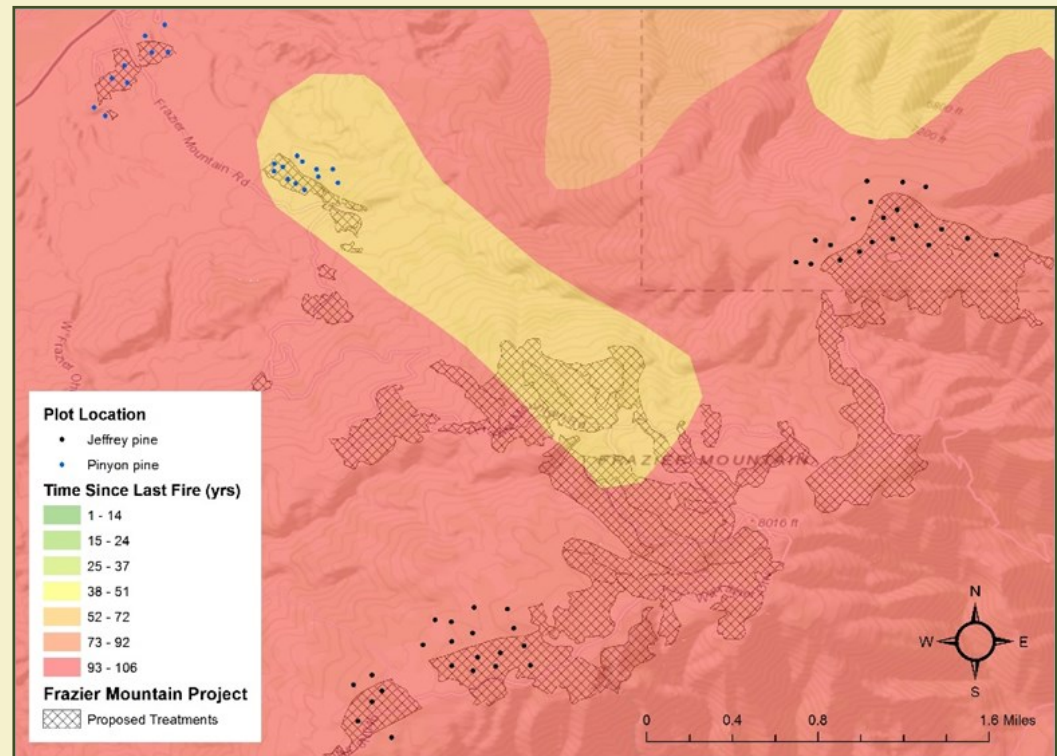 Frazier Mountain Rd
5800 ft
FRAZIER MOUNTAIN
8016 ft
Plot Location
Jeffrey pine
Pinyon pine
Time Since Last Fire (yrs)
1 - 14
15 - 24
25 - 37
38 - 51
52 - 72
73 - 92
93 - 106
Frazier Mountain Project
Proposed Treatments
N
W E
S
0 0.4 0.8 1.6 Miles